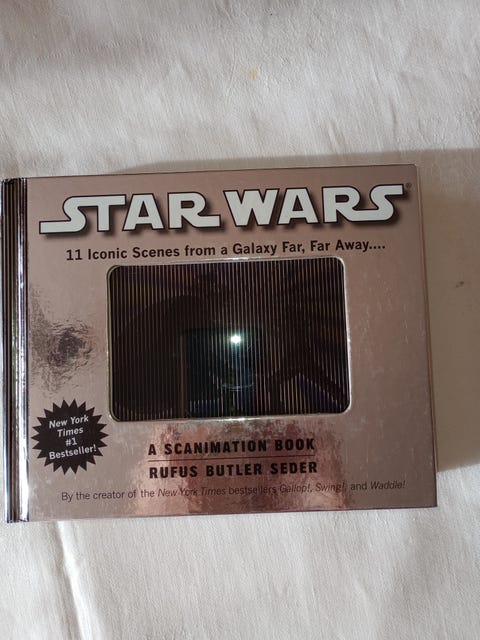 STAR WARS®
11 Iconic Scenes from a Galaxy Far, Far Away....
New York
Times
#1
Bestseller!
A SCANIMATION BOOK
RUFUS BUTLER SEDER
By the creator of the New York Times bestsellers Gallop!, Swing!, and Waddle!